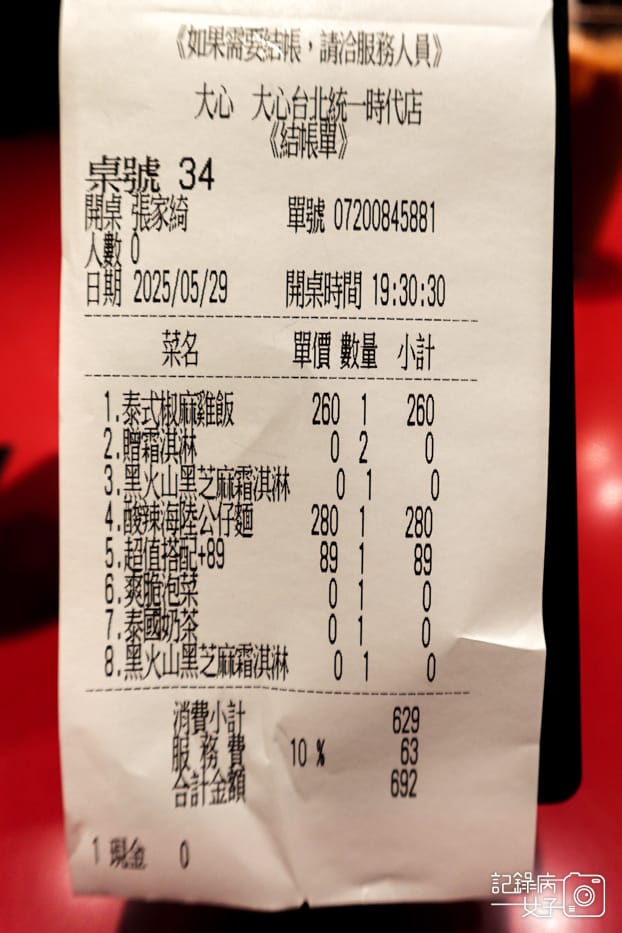 《如果需要結帳，請洽服務人員》
大心　大心台北統一時代店
《結帳單》
桌號 34
開桌 張家綺 單號 07200845881
人數 0
日期 2025/05/29 開桌時間 19:30:30
菜名 單價 數量 小計
1.泰式椒麻雞飯 260 1 260
2.贈霜淇淋 0 2 0
3.黑火山黑芝麻霜淇淋 0 1 0
4.酸辣海陸公仔麵 280 1 280
5.超值搭配+89 89 1 89
6.爽脆泡菜 0 1 0
7.泰國奶茶 0 1 0
8.黑火山黑芝麻霜淇淋 0 1 0
消費小計 629
服 務 費 10 % 63
合計金額 692
1 現金 0
記錄病
女子